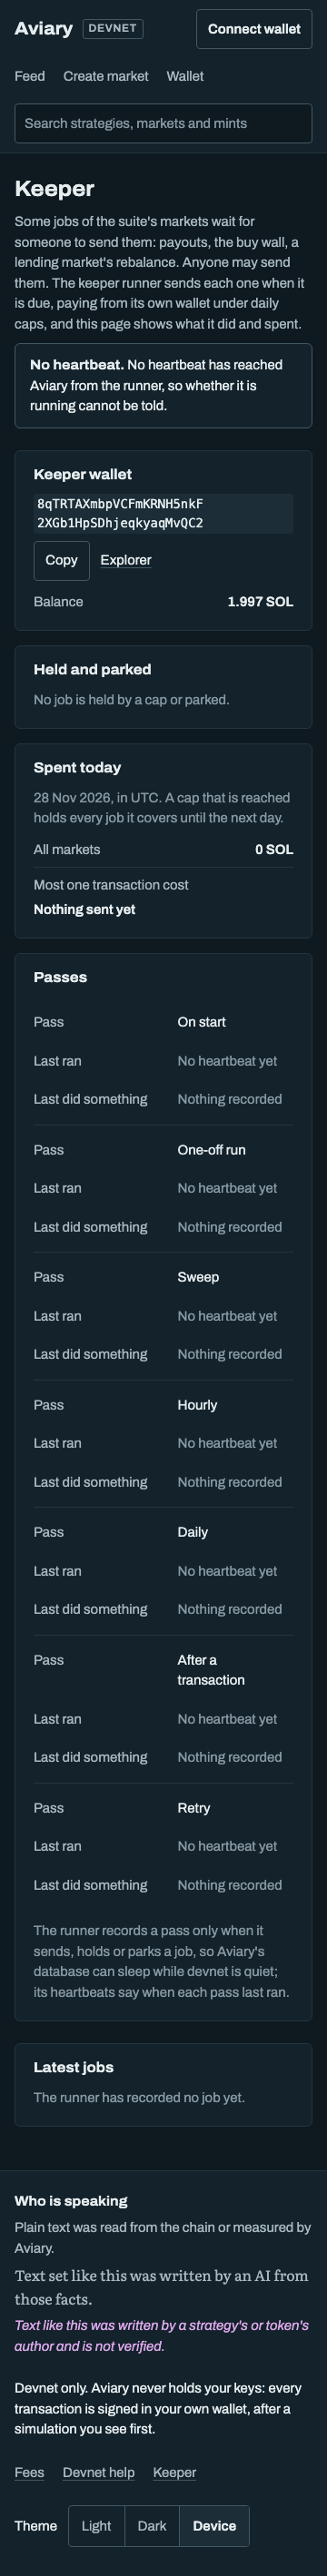 Aviary DEVNET Connect wallet
Feed Create market Wallet
Search strategies, markets and mints
Keeper
Some jobs of the suite's markets wait for
someone to send them: payouts, the buy wall, a
lending market's rebalance. Anyone may send
them. The keeper runner sends each one when it
is due, paying from its own wallet under daily
caps, and this page shows what it did and spent.
No heartbeat. No heartbeat has reached
Aviary from the runner, so whether it is
running cannot be told.
Keeper wallet
8qTRTAXmbpVCFmKRNH5nkF
2XGb1HpSDhjeqkyaqMvQC2
Copy Explorer
Balance 1.997 SOL
Held and parked
No job is held by a cap or parked.
Spent today
28 Nov 2026, in UTC. A cap that is reached
holds every job it covers until the next day.
All markets 0 SOL
Most one transaction cost
Nothing sent yet
Passes
Pass On start
Last ran No heartbeat yet
Last did something Nothing recorded
Pass One-off run
Last ran No heartbeat yet
Last did something Nothing recorded
Pass Sweep
Last ran No heartbeat yet
Last did something Nothing recorded
Pass Hourly
Last ran No heartbeat yet
Last did something Nothing recorded
Pass Daily
Last ran No heartbeat yet
Last did something Nothing recorded
Pass After a
transaction
Last ran No heartbeat yet
Last did something Nothing recorded
Pass Retry
Last ran No heartbeat yet
Last did something Nothing recorded
The runner records a pass only when it
sends, holds or parks a job, so Aviary's
database can sleep while devnet is quiet;
its heartbeats say when each pass last ran.
Latest jobs
The runner has recorded no job yet.
Who is speaking
Plain text was read from the chain or measured by
Aviary.
Text set like this was written by an AI from
those facts.
Text like this was written by a strategy's or token's
author and is not verified.
Devnet only. Aviary never holds your keys: every
transaction is signed in your own wallet, after a
simulation you see first.
Fees Devnet help Keeper
Theme Light Dark Device